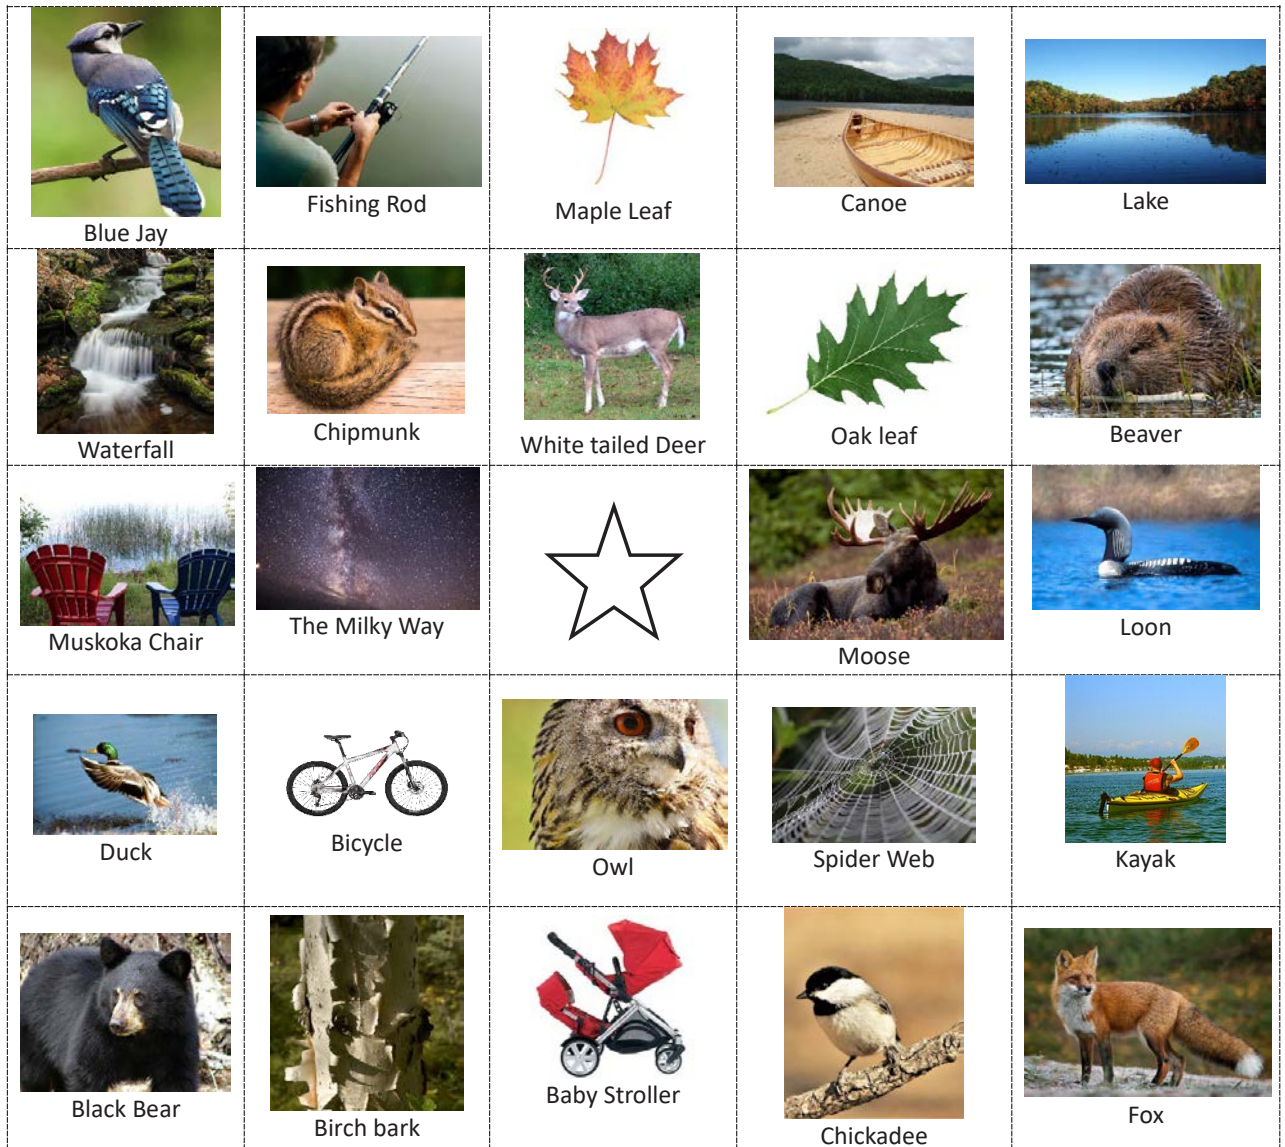 Blue Jay
Fishing Rod
Maple Leaf
Canoe
Lake
Waterfall
Chipmunk
White tailed Deer
Oak leaf
Beaver
Muskoka Chair
The Milky Way
Moose
Loon
Duck
Bicycle
Owl
Spider Web
Kayak
Black Bear
Birch bark
Baby Stroller
Chickadee
Fox